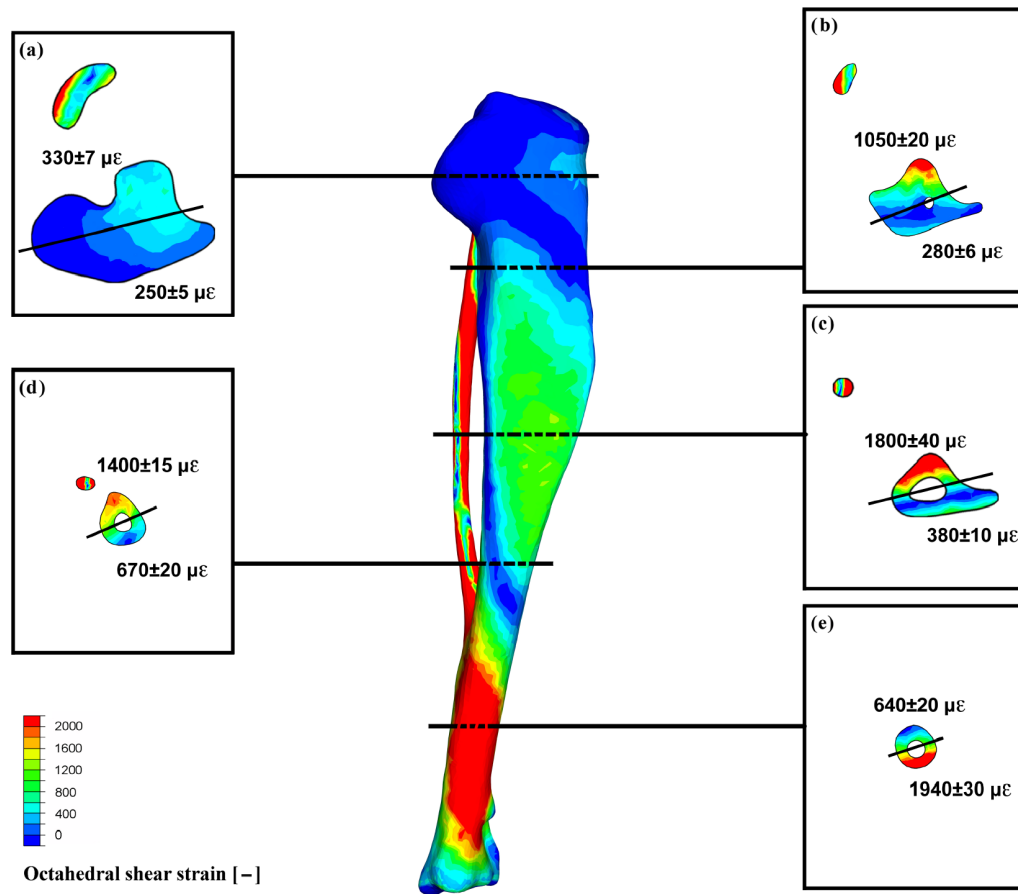 (a)
330±7 µε
250±5 µε
(b)
1050±20 µε
280±6 µε
(c)
1800±40 µε
380±10 µε
(d)
1400±15 µε
670±20 µε
(e)
640±20 µε
1940±30 µε
2000
1600
1200
800
400
0
Octahedral shear strain [−]